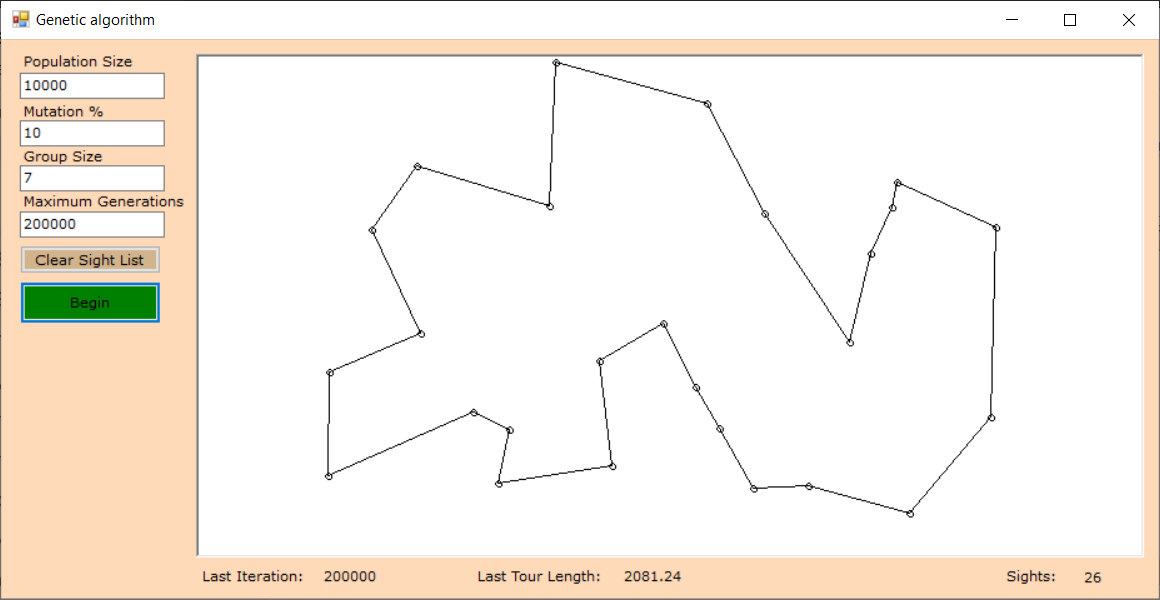 Genetic algorithm
Population Size
10000
Mutation %
10
Group Size
7
Maximum Generations
200000
Clear Sight List
Begin
Last Iteration: 200000 Last Tour Length: 2081.24 Sights: 26